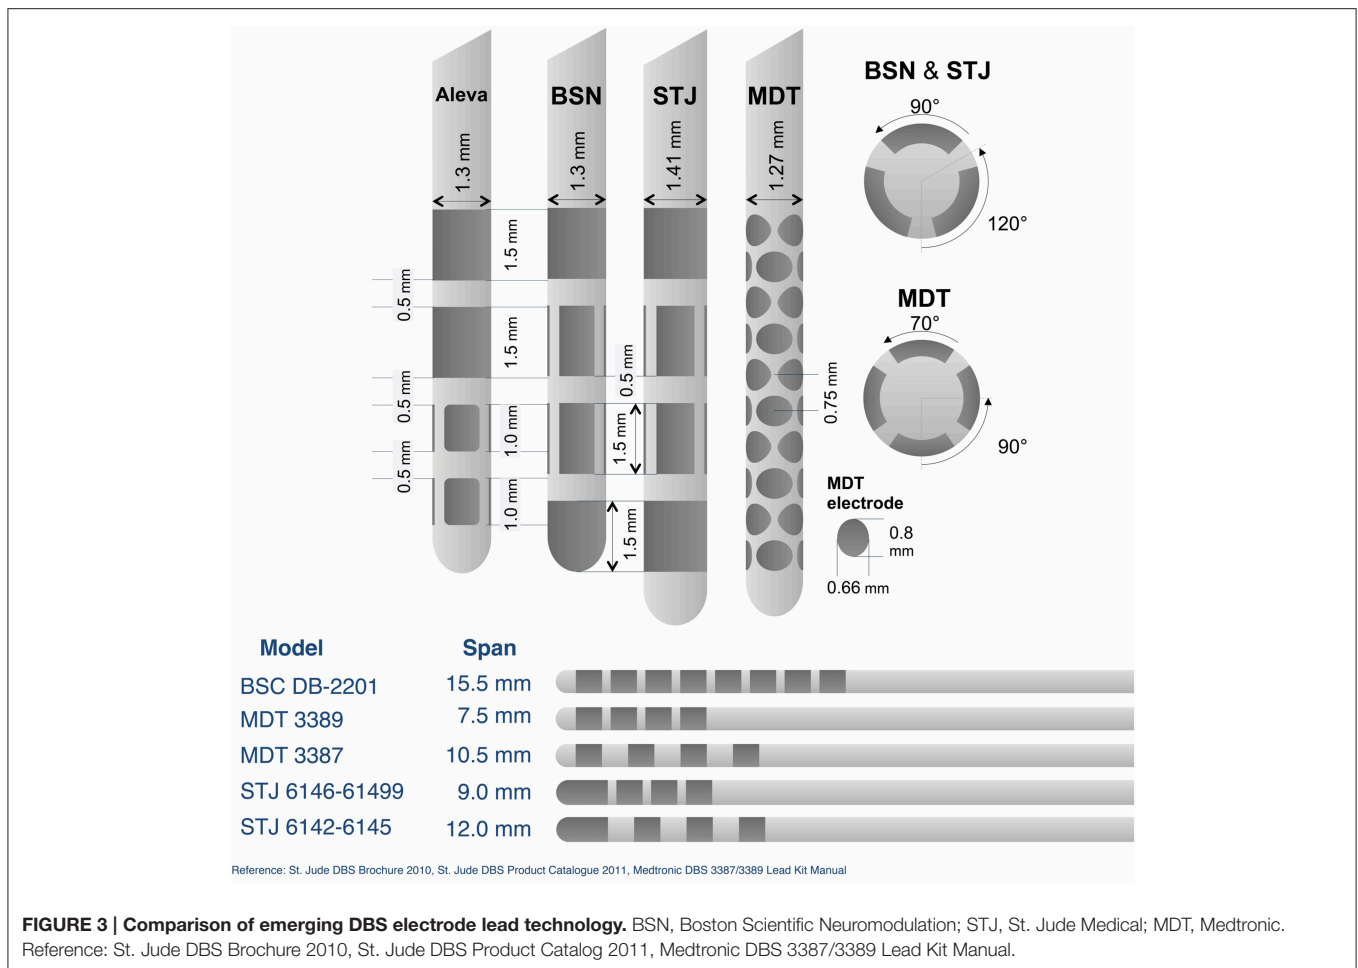 Aleva
BSN
STJ
MDT
1.3 mm
1.3 mm
1.41 mm
1.27 mm
BSN & STJ
90°
120°
1.5 mm
0.5 mm
1.5 mm
0.5 mm
1.0 mm
0.5 mm
1.0 mm
0.5 mm
1.5 mm
1.5 mm
0.75 mm
MDT
70°
90°
MDT
electrode
0.8
mm
0.66 mm
Model Span
BSC DB-2201 15.5 mm
MDT 3389 7.5 mm
MDT 3387 10.5 mm
STJ 6146-61499 9.0 mm
STJ 6142-6145 12.0 mm
Reference: St. Jude DBS Brochure 2010, St. Jude DBS Product Catalogue 2011, Medtronic DBS 3387/3389 Lead Kit Manual
FIGURE 3 | Comparison of emerging DBS electrode lead technology. BSN, Boston Scientific Neuromodulation; STJ, St. Jude Medical; MDT, Medtronic.
Reference: St. Jude DBS Brochure 2010, St. Jude DBS Product Catalog 2011, Medtronic DBS 3387/3389 Lead Kit Manual.